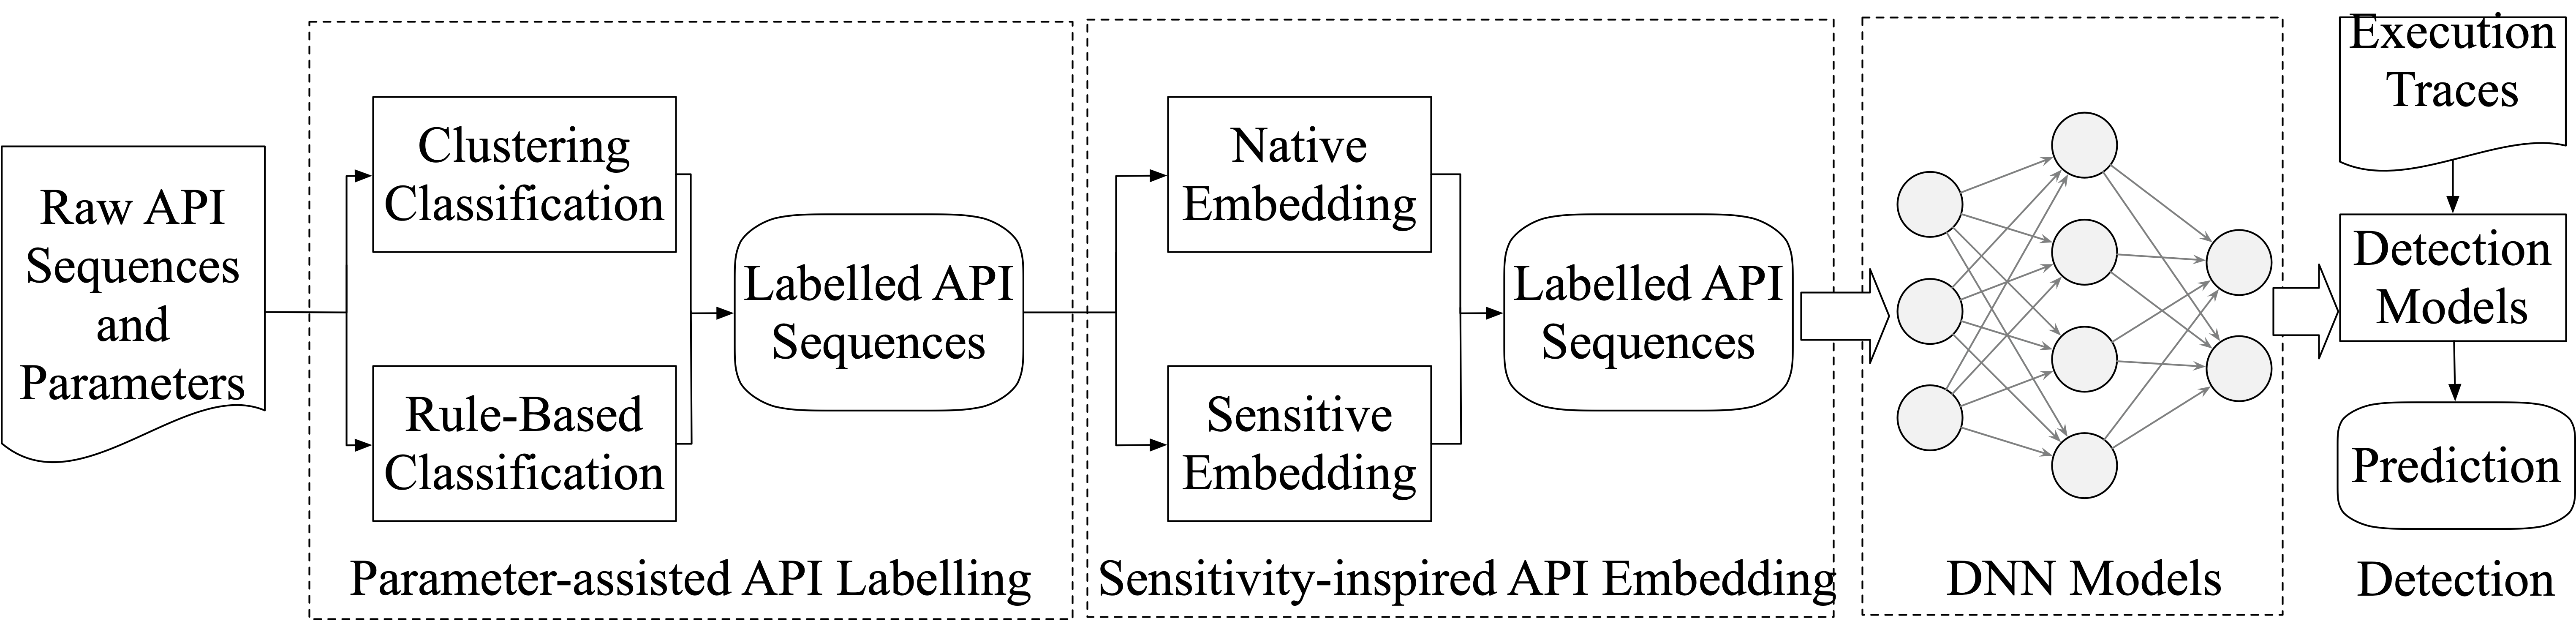 Raw API
Sequences
and
Parameters
Clustering
Classification
Rule-Based
Classification
Labelled API
Sequences
Parameter-assisted API Labelling
Native
Embedding
Sensitive
Embedding
Labelled API
Sequences
Sensitivity-inspired API Embedding
DNN Models
Execution
Traces
Detection
Models
Prediction
Detection